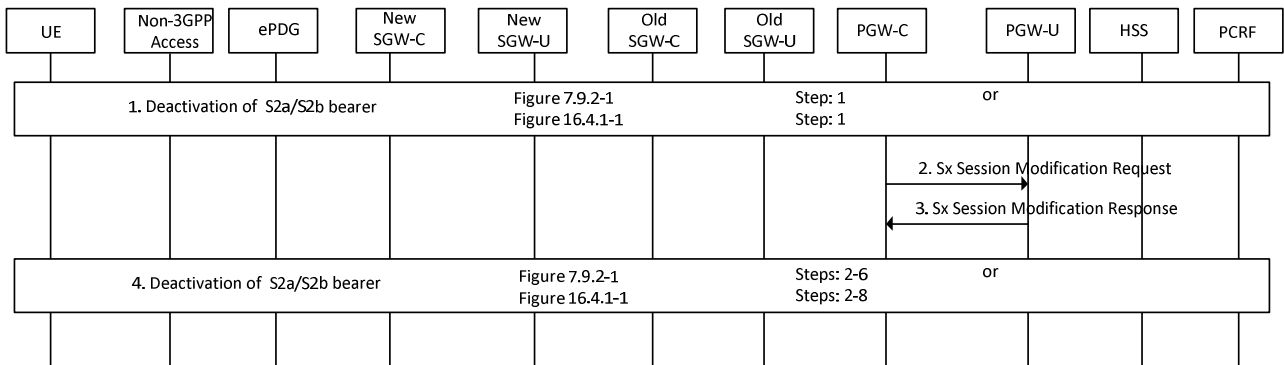 UE
Non-3GPP
Access
ePDG
New
SGW-C
New
SGW-U
Old
SGW-C
Old
SGW-U
PGW-C
PGW-U
HSS
PCRF
1. Deactivation of S2a/S2b bearer
Figure 7.9.2-1 Step: 1 or
Figure 16.4.1-1 Step: 1
2. Sx Session Modification Request
3. Sx Session Modification Response
4. Deactivation of S2a/S2b bearer
Figure 7.9.2-1 Steps: 2-6 or
Figure 16.4.1-1 Steps: 2-8